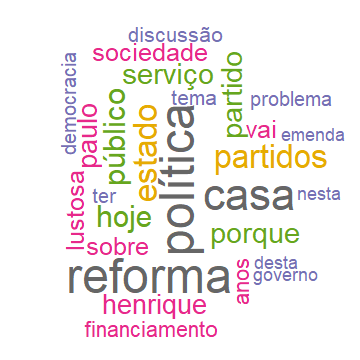 discussão
sociedade
democracia
serviço
partido
paulo
público
tema
problema
estado
política
vai
emenda
partidos
lustosa
ter
casa
nesta
hoje
sobre
porque
reforma
anos
desta
governo
henrique
financiamento